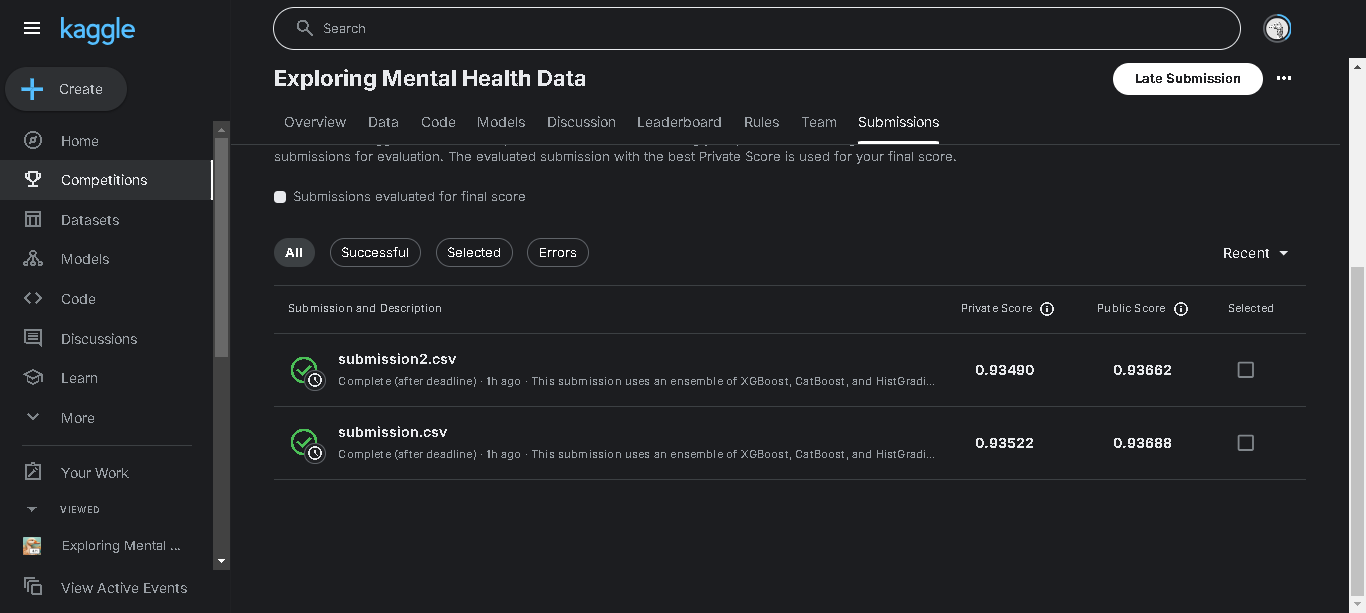 kaggle
Search
Create
Home
Competitions
Datasets
Models
Code
Discussions
Learn
More
Your Work
VIEWED
Exploring Mental ...
View Active Events
Exploring Mental Health Data
Late Submission
Overview Data Code Models Discussion Leaderboard Rules Team Submissions
submissions for evaluation. The evaluated submission with the best Private Score is used for your final score.
Submissions evaluated for final score
All Successful Selected Errors Recent
Submission and Description Private Score Public Score Selected
submission2.csv
Complete (after deadline) · 1h ago · This submission uses an ensemble of XGBoost, CatBoost, and HistGradi...
0.93490 0.93662
submission.csv
Complete (after deadline) · 1h ago · This submission uses an ensemble of XGBoost, CatBoost, and HistGradi...
0.93522 0.93688